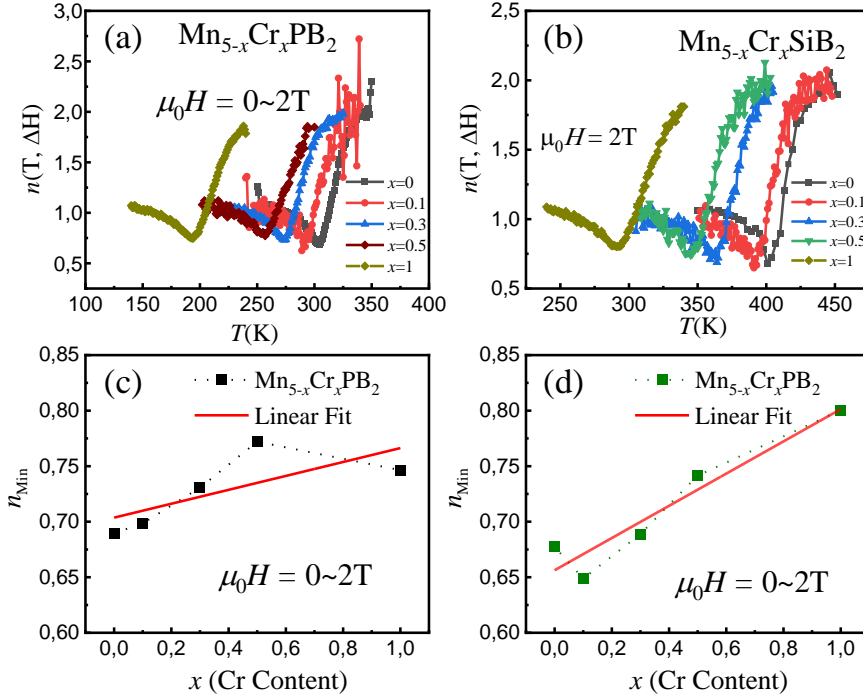 (a) Mn5-xCrxPB2
μ0H = 0~2T
n(T, ΔH)
3,0
2,5
2,0
1,5
1,0
0,5
x=0
x=0.1
x=0.3
x=0.5
x=1
100 150 200 250 300 350 400
T(K)
(b) Mn5-xCrxSiB2
μ0H = 2T
n(T, ΔH)
2,5
2,0
1,5
1,0
0,5
x=0
x=0.1
x=0.3
x=0.5
x=1
250 300 350 400 450
T(K)
(c) Mn5-xCrxPB2
Linear Fit
μ0H = 0~2T
nMin
0,85
0,80
0,75
0,70
0,65
0,60
0,0 0,2 0,4 0,6 0,8 1,0
x (Cr Content)
(d) Mn5-xCrxPB2
Linear Fit
μ0H = 0~2T
nMin
0,85
0,80
0,75
0,70
0,65
0,60
0,0 0,2 0,4 0,6 0,8 1,0
x (Cr Content)